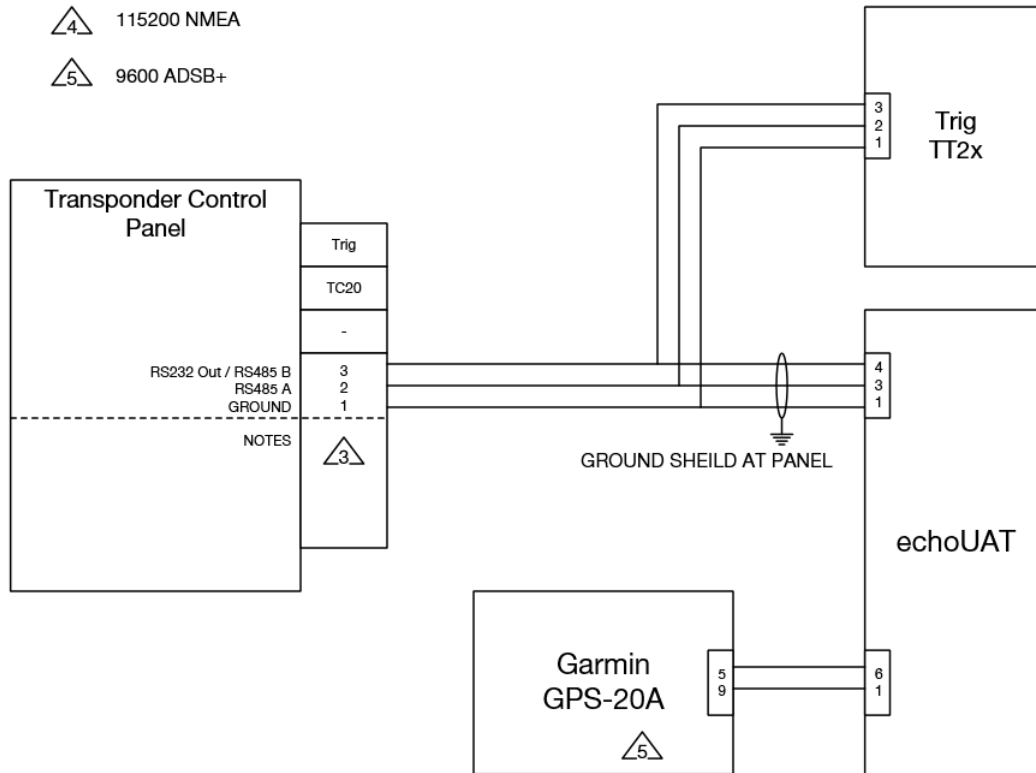 4 115200 NMEA
5 9600 ADSB+
3
2
1
Trig
TT2x
Transponder Control
Panel
Trig
TC20
-
RS232 Out / RS485 B 3
RS485 A 2
GROUND 1
NOTES 3
4
3
1
GROUND SHEILD AT PANEL
echoUAT
Garmin
GPS-20A
5
5
9
6
1